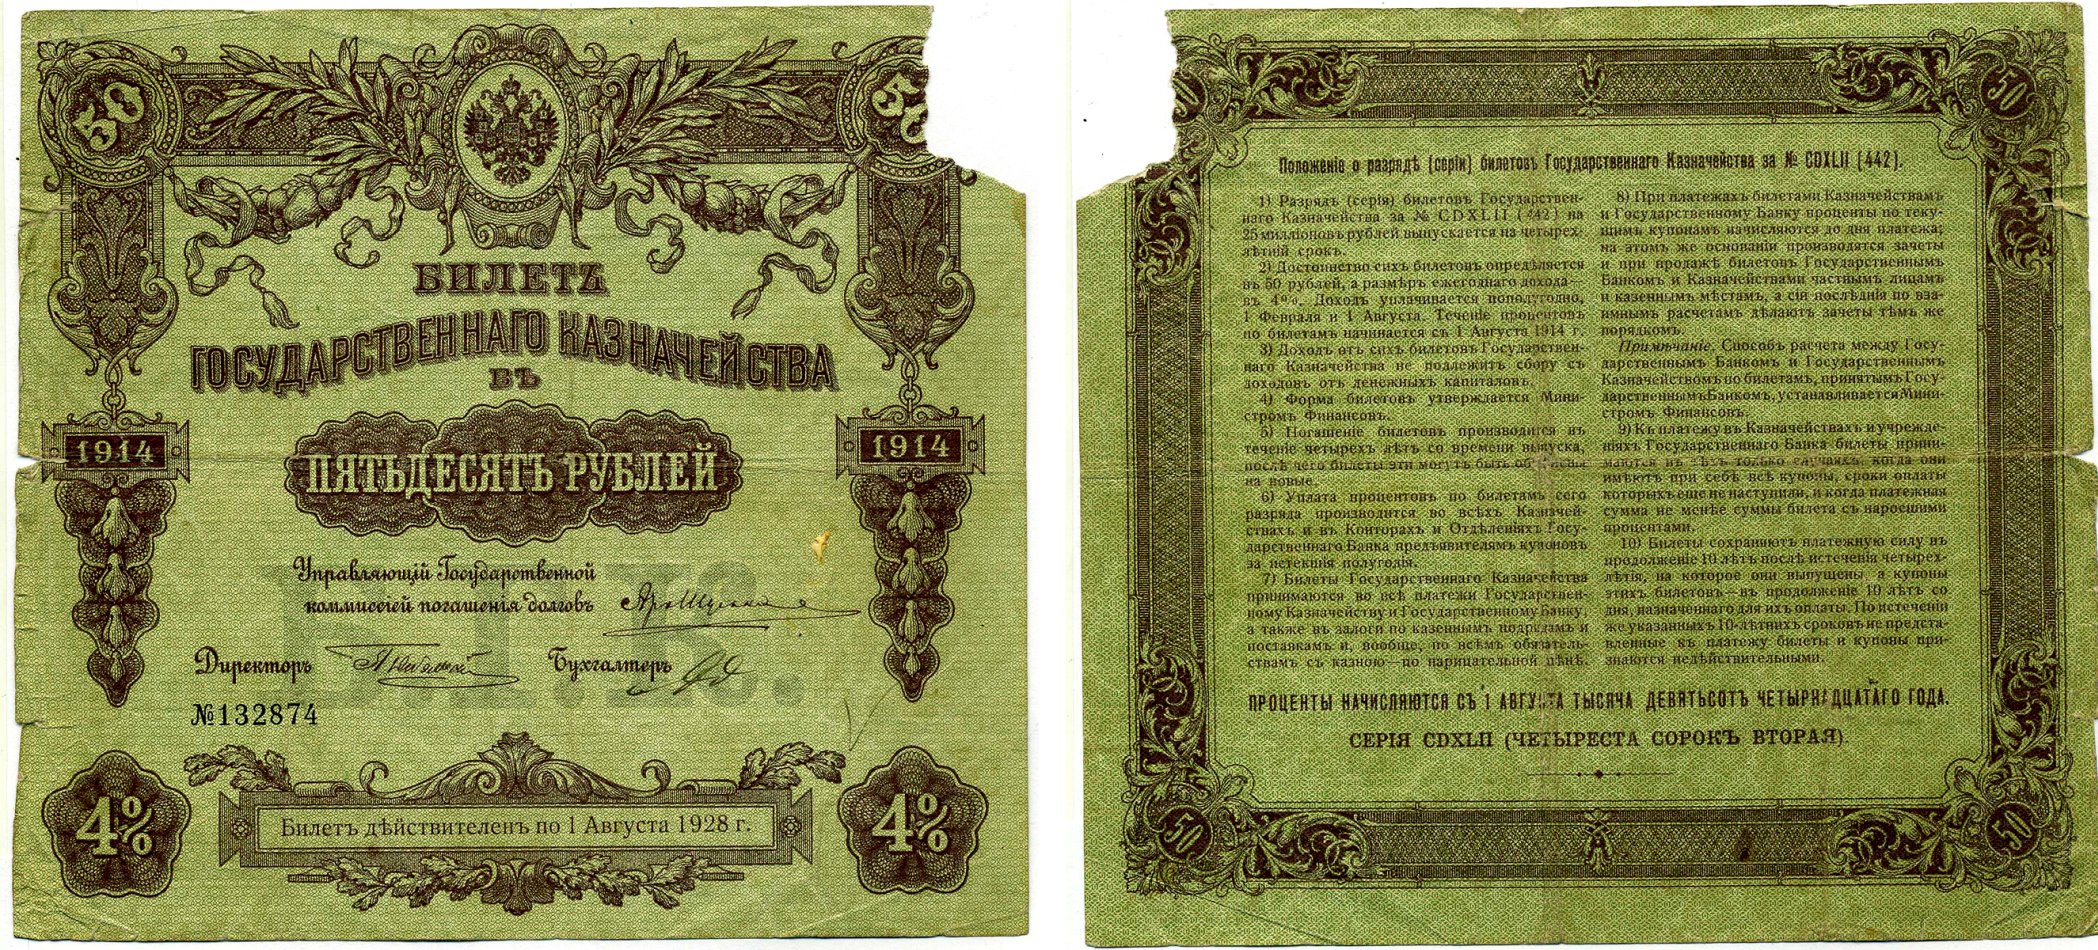 50
БИЛЕТЪ
ГОСУДАРСТВЕННАГО КАЗНАЧЕЙСТВА
ВЪ
1914
1914
ПЯТЬДЕСЯТЪ РУБЛЕЙ
Управляющій Государственной
коммиссіей погашенія долговъ
Директоръ
Бухгалтеръ
№132874
4%
4%
Билетъ дѣйствителенъ по 1 Августа 1928 г.
50
Положеніе о разрядѣ (серіи) билетовъ Государственнаго Казначейства за № CDXLII (442).
1) Разрядъ (серія) билетовъ Государствен-
наго Казначейства за № CDXLII (442) на
25 милліоновъ рублей выпускается на четырех-
лѣтній срокъ.
2) Достоинство сихъ билетовъ опредѣляется
въ 50 рублей, а размѣръ ежегоднаго дохода—
въ 4%. Доходъ уплачивается пополугодно,
1 Февраля и 1 Августа. Теченіе процентовъ
по билетамъ начинается съ 1 Августа 1914 г.
3) Доходъ отъ сихъ билетовъ Государствен-
наго Казначейства не подлежитъ сбору съ
доходовъ отъ денежныхъ капиталовъ.
4) Форма билетовъ утверждается Мини-
стромъ Финансовъ.
5) Погашеніе билетовъ производится въ
теченіе четырехъ лѣтъ со времени выпуска,
послѣ чего билеты эти могутъ быть
на новые.
6) Уплата процентовъ по билетамъ сего
разряда производится во всѣхъ Казначей-
ствахъ и въ Конторахъ и Отдѣленіяхъ Госу-
дарственнаго Банка предъявителямъ купоновъ
за истекшія полугодія.
7) Билеты Государственнаго Казначейства
принимаются во всѣ платежи Государствен-
ному Казначейству и Государственному Банку,
а также въ залоги по казеннымъ подрядамъ и
поставкамъ и, вообще, по всѣмъ обязатель-
ствамъ съ казною—по нарицательной цѣнѣ.
8) При платежахъ билетами Казначействамъ
и Государственному Банку проценты по теку-
щимъ купонамъ начисляются до дня платежа;
на этомъ же основаніи производятся зачеты
и при продажѣ билетовъ Государственнымъ
Банкомъ и Казначействами частнымъ лицамъ
и казеннымъ мѣстамъ, а сіи послѣднія по вза-
имнымъ расчетамъ дѣлаютъ зачеты тѣмъ же
порядкомъ.
Примѣчаніе. Способъ расчета между Госу-
дарственнымъ Банкомъ и Государственнымъ
Казначействомъ по билетамъ, принятымъ Госу-
дарственнымъ Банкомъ, устанавливается Мини-
стромъ Финансовъ.
9) Къ платежу въ Казначействахъ и учрежде-
ніяхъ Государственнаго Банка билеты прини-
маются въ тѣхъ только случаяхъ, когда они
имѣютъ при себѣ всѣ купоны, сроки оплаты
которыхъ еще не наступили, и когда платежная
сумма не менѣе суммы билета съ наросшими
процентами.
10) Билеты сохраняютъ платежную силу въ
продолженіе 10 лѣтъ послѣ истеченія четырех-
лѣтія, на которое они выпущены, а купоны
этихъ билетовъ—въ продолженіе 10 лѣтъ со
дня, назначеннаго для ихъ оплаты. По истеченіи
же указанныхъ 10-лѣтнихъ сроковъ не предста-
вленные къ платежу билеты и купоны при-
знаются недѣйствительными.
ПРОЦЕНТЫ НАЧИСЛЯЮТСЯ СЪ 1 АВГУСТА ТЫСЯЧА ДЕВЯТЬСОТЪ ЧЕТЫРНАДЦАТАГО ГОДА.
СЕРІЯ CDXLII (ЧЕТЫРЕСТА СОРОКЪ ВТОРАЯ).
50
50